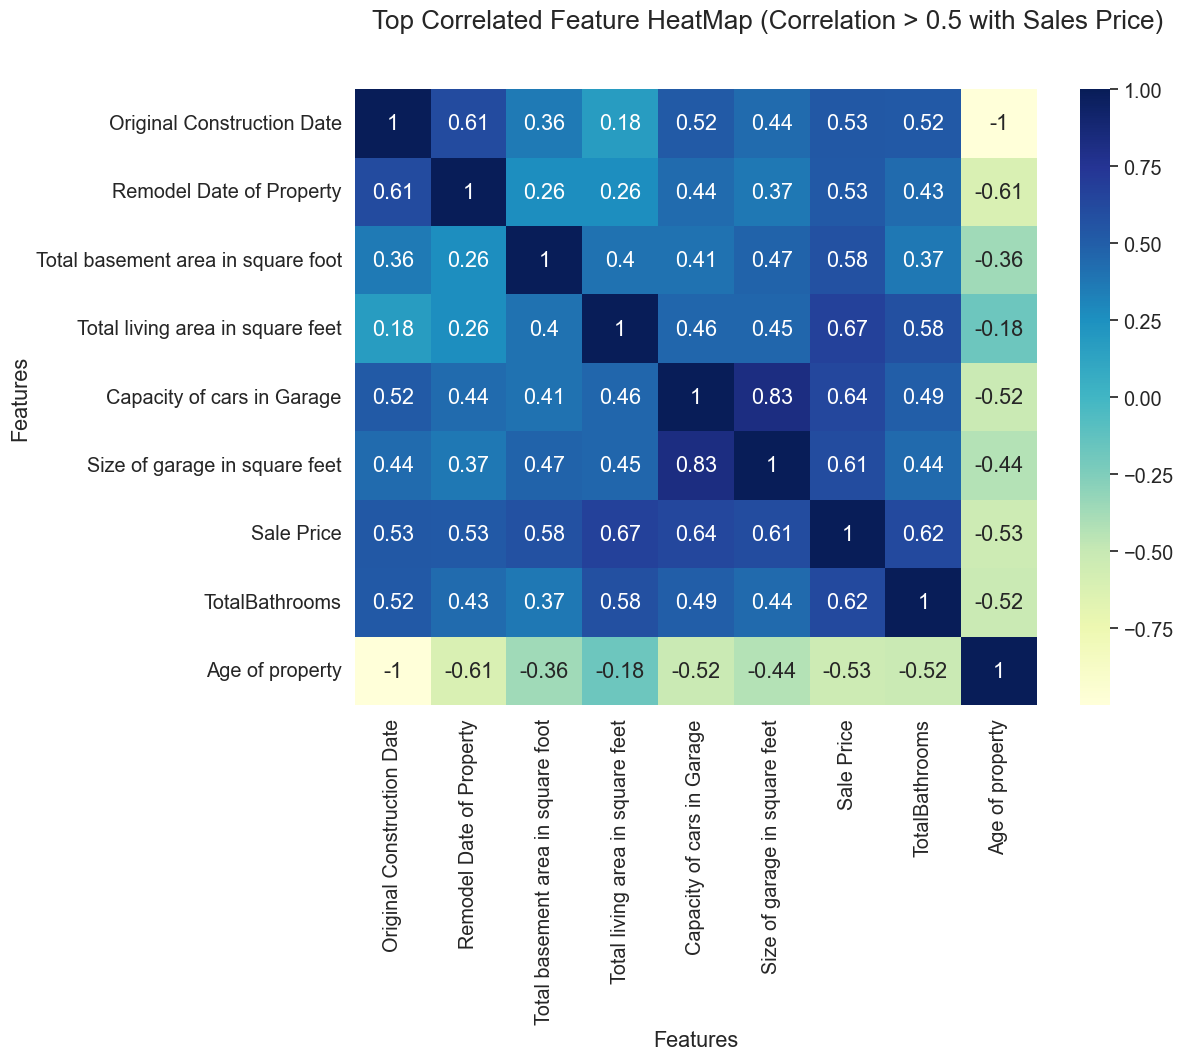 Top Correlated Feature HeatMap (Correlation > 0.5 with Sales Price)
Features
Original Construction Date 1 0.61 0.36 0.18 0.52 0.44 0.53 0.52 -1
Remodel Date of Property 0.61 1 0.26 0.26 0.44 0.37 0.53 0.43 -0.61
Total basement area in square foot 0.36 0.26 1 0.4 0.41 0.47 0.58 0.37 -0.36
Total living area in square feet 0.18 0.26 0.4 1 0.46 0.45 0.67 0.58 -0.18
Capacity of cars in Garage 0.52 0.44 0.41 0.46 1 0.83 0.64 0.49 -0.52
Size of garage in square feet 0.44 0.37 0.47 0.45 0.83 1 0.61 0.44 -0.44
Sale Price 0.53 0.53 0.58 0.67 0.64 0.61 1 0.62 -0.53
TotalBathrooms 0.52 0.43 0.37 0.58 0.49 0.44 0.62 1 -0.52
Age of property -1 -0.61 -0.36 -0.18 -0.52 -0.44 -0.53 -0.52 1
Original Construction Date
Remodel Date of Property
Total basement area in square foot
Total living area in square feet
Capacity of cars in Garage
Size of garage in square feet
Sale Price
TotalBathrooms
Age of property
Features
1.00
0.75
0.50
0.25
0.00
−0.25
−0.50
−0.75